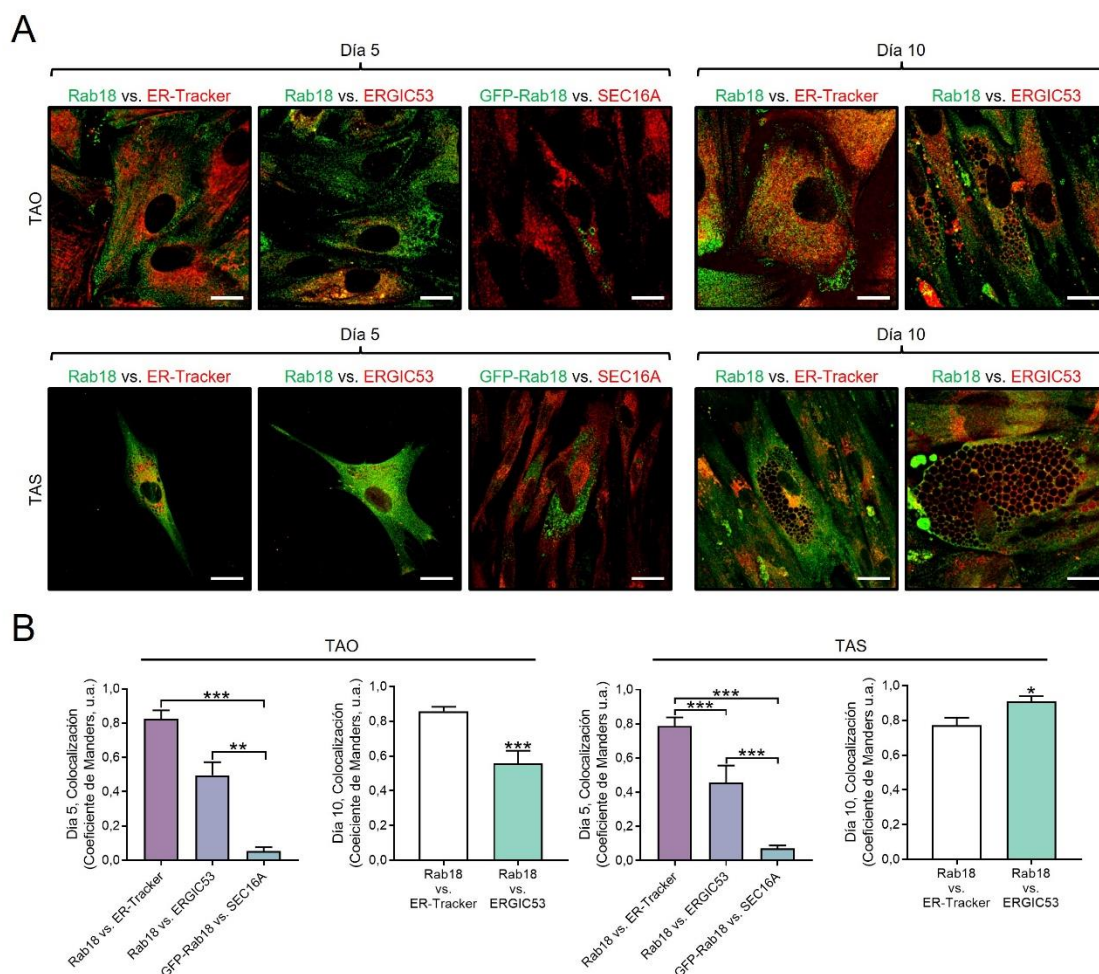 A
Día 5
Día 10
Rab18 vs. ER-Tracker
Rab18 vs. ERGIC53
GFP-Rab18 vs. SEC16A
Rab18 vs. ER-Tracker
Rab18 vs. ERGIC53
TAO
Día 5
Día 10
Rab18 vs. ER-Tracker
Rab18 vs. ERGIC53
GFP-Rab18 vs. SEC16A
Rab18 vs. ER-Tracker
Rab18 vs. ERGIC53
TAS
B
TAO
TAS
Día 5, Colocalización
(Coeficiente de Manders, u.a.)
1,0
0,8
0,6
0,4
0,2
0,0
***
**
Rab18 vs. ER-Tracker
Rab18 vs. ERGIC53
GFP-Rab18 vs. SEC16A
Día 10, Colocalización
(Coeiciente de Manders, u.a.)
1,0
0,8
0,6
0,4
0,2
0,0
***
Rab18
vs.
ER-Tracker
Rab18
vs.
ERGIC53
Día 5, Colocalización
(Coeficiente de Manders u.a.)
1,0
0,8
0,6
0,4
0,2
0,0
***
***
***
Rab18 vs. ER-Tracker
Rab18 vs. ERGIC53
GFP-Rab18 vs. SEC16A
Día 10, Colocalización
(Coeficiente de Manders u.a.)
1,0
0,8
0,6
0,4
0,2
0,0
*
Rab18
vs.
ER-Tracker
Rab18
vs.
ERGIC53